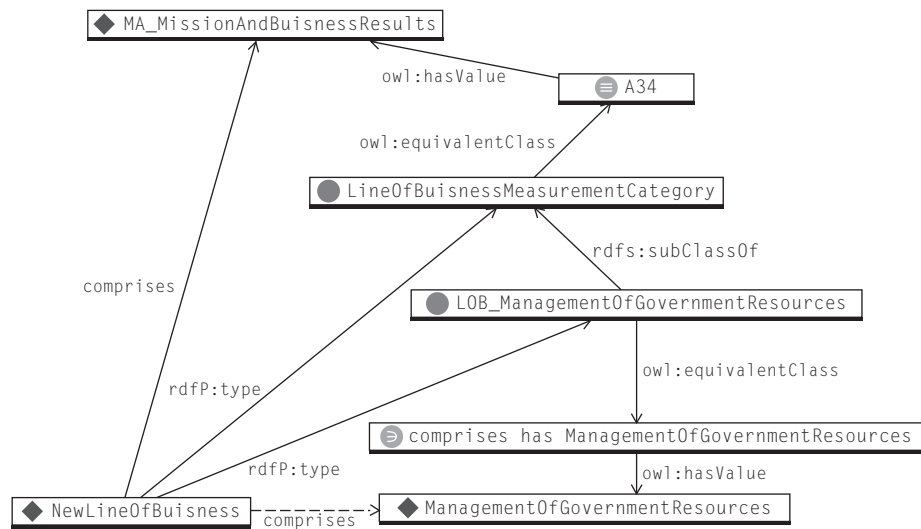 MA_MissionAndBuisnessResults
owl:hasValue
A34
owl:equivalentClass
LineOfBuisnessMeasurementCategory
rdfs:subClassOf
comprises
LOB_ManagementOfGovernmentResources
owl:equivalentClass
rdfP:type
comprises has ManagementOfGovernmentResources
rdfP:type
owl:hasValue
NewLineOfBuisness
comprises
ManagementOfGovernmentResources